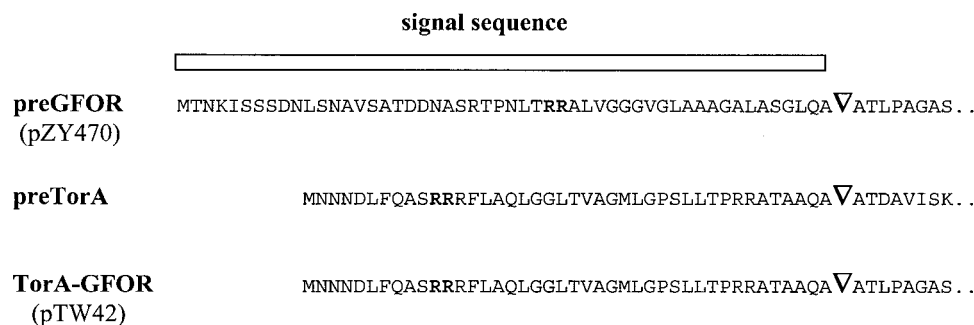 signal sequence
preGFOR MTNKISSSDNLSNAVSATDDNASRTPNLTRRALVGGGVGLAAAGALASGLQA∇ATLPAGAS..
(pZY470)
preTorA MNNNDLFQASRRRFLAQLGGLTVAGMLGPSLLTPRRATAAQA∇ATDAVISK..
TorA-GFOR MNNNDLFQASRRRFLAQLGGLTVAGMLGPSLLTPRRATAAQA∇ATLPAGAS..
(pTW42)